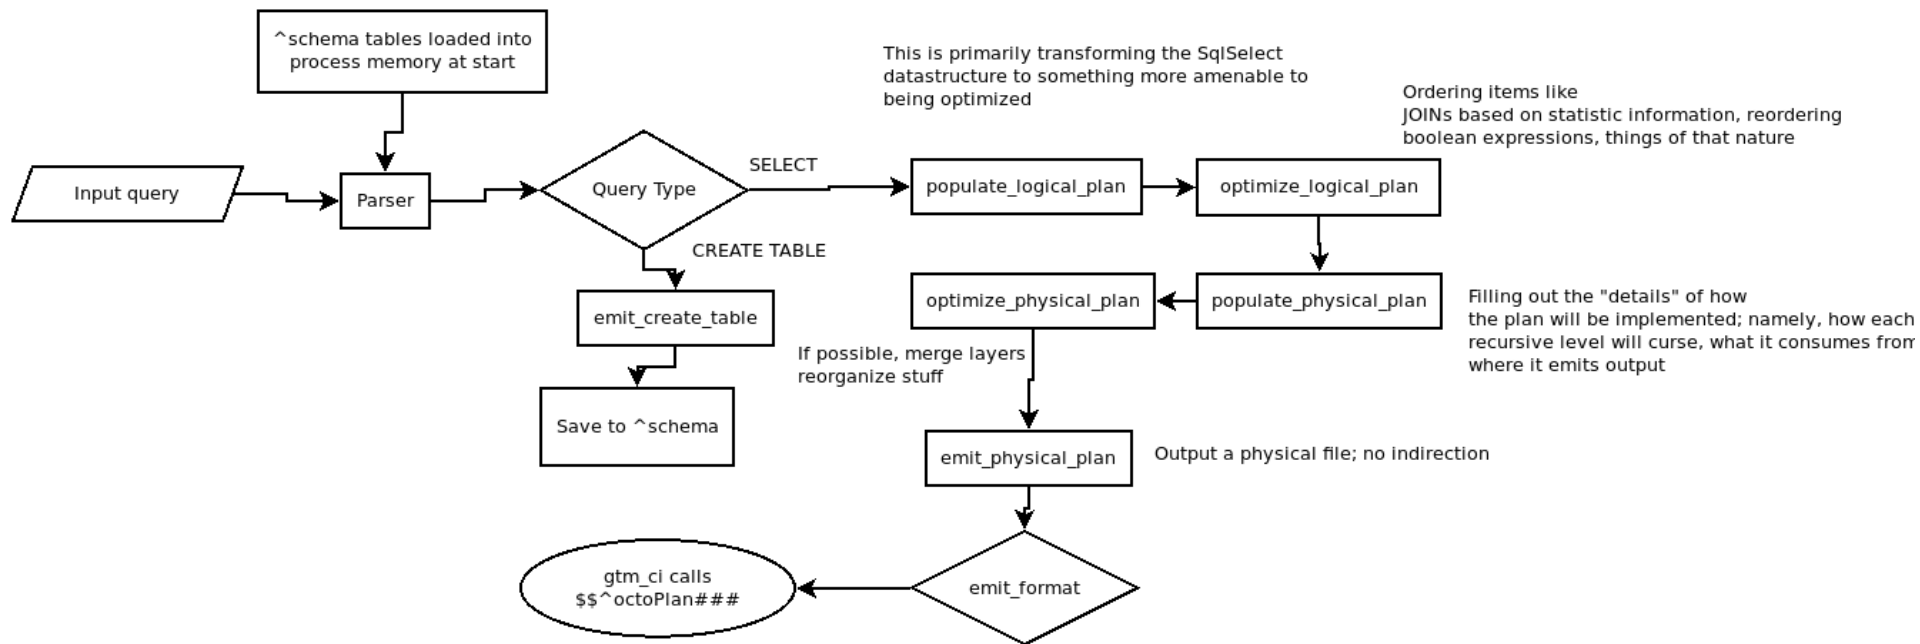 ^schema tables loaded into
process memory at start
This is primarily transforming the SqlSelect
datastructure to something more amenable to
being optimized
Ordering items like
JOINs based on statistic information, reordering
boolean expressions, things of that nature
Input query
Parser
Query Type
SELECT
populate_logical_plan
optimize_logical_plan
CREATE TABLE
emit_create_table
Save to ^schema
optimize_physical_plan
populate_physical_plan
Filling out the "details" of how
the plan will be implemented; namely, how each
recursive level will curse, what it consumes from
where it emits output
If possible, merge layers
reorganize stuff
emit_physical_plan
Output a physical file; no indirection
emit_format
gtm_ci calls
$$^octoPlan###